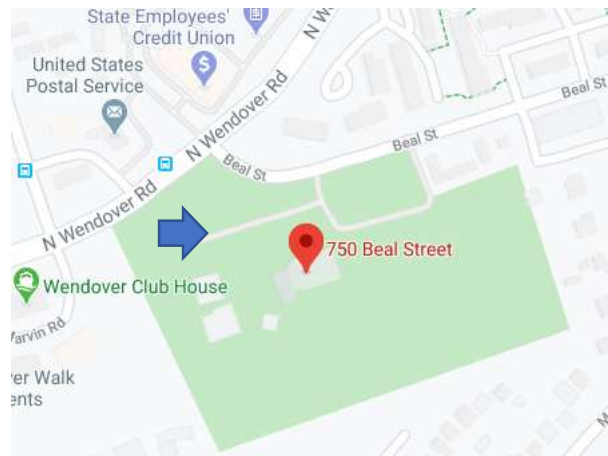 State Employees'
Credit Union
United States
Postal Service
N Wendover Rd
Beal St
Beal St
Beal St
N Wendover Rd
750 Beal Street
Wendover Club House
arvin Rd
er Walk
ents